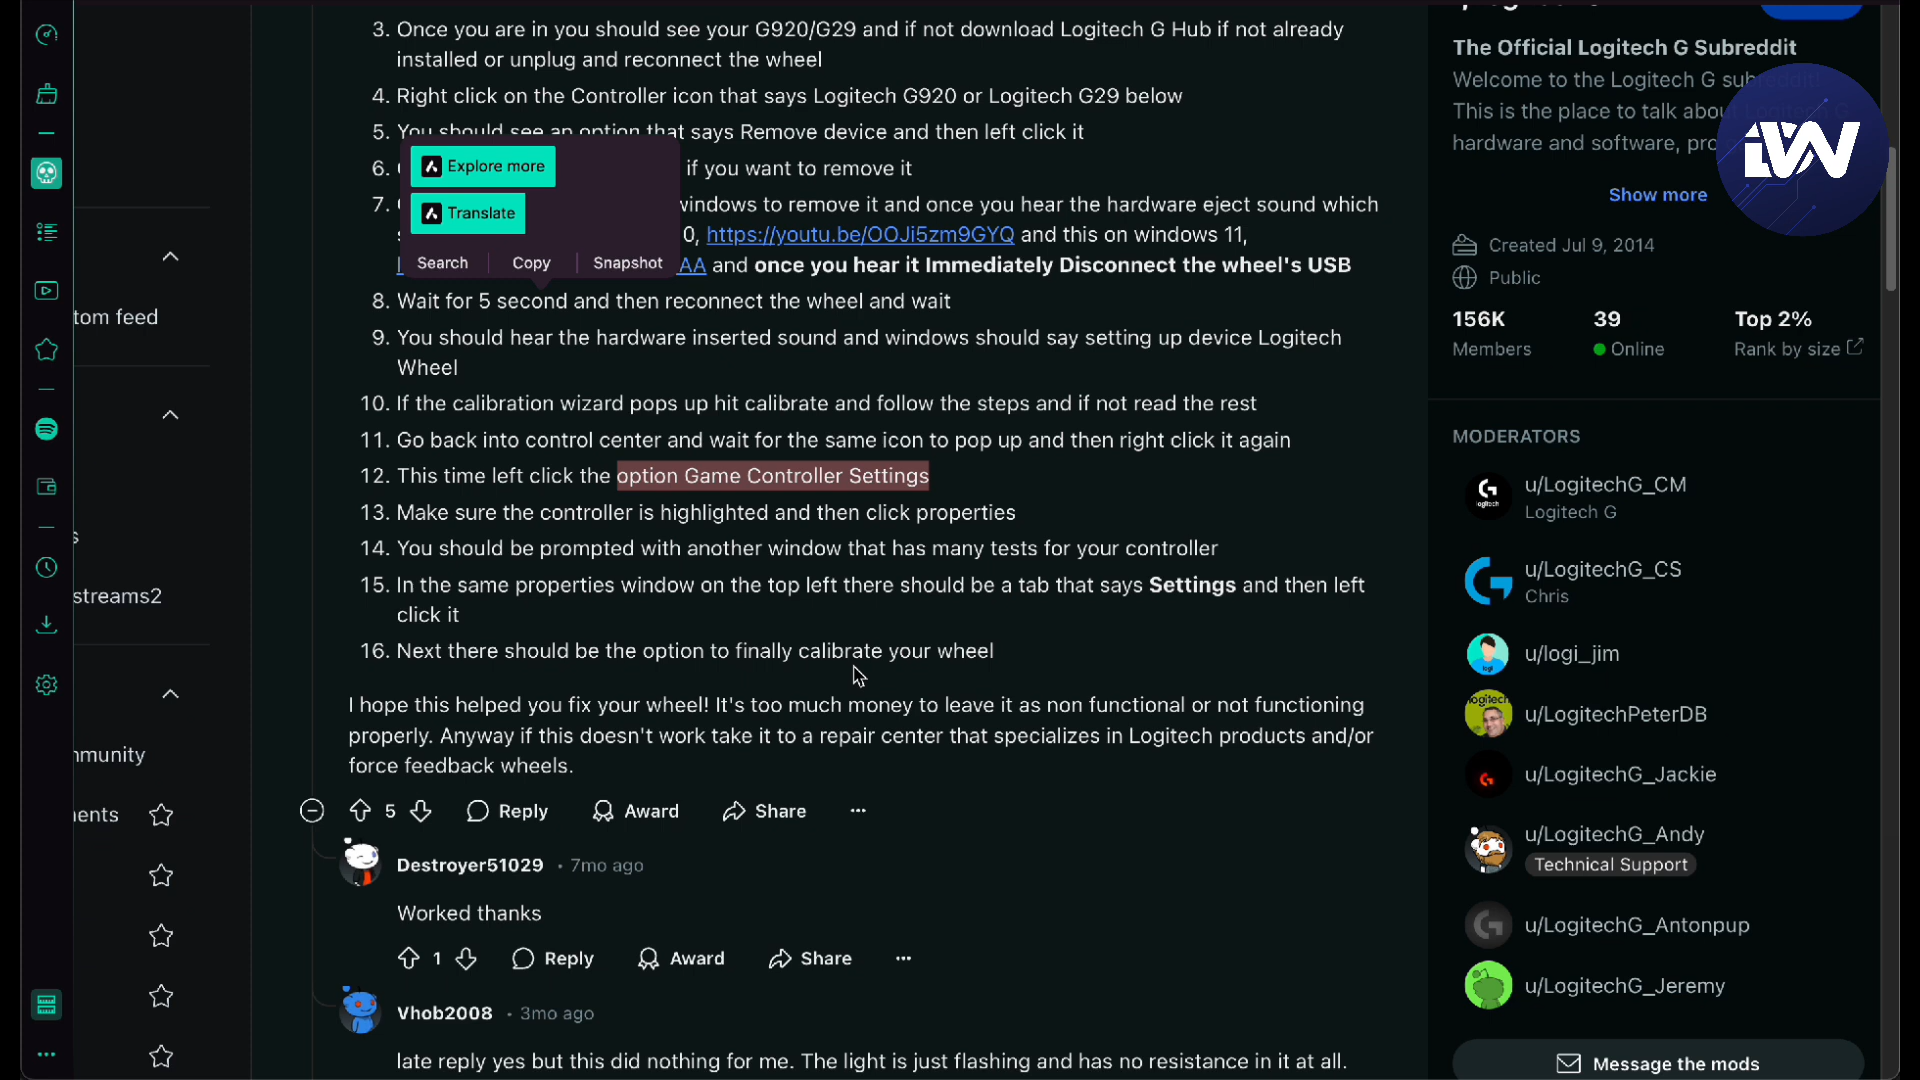 3. Once you are in you should see your G920/G29 and if not download Logitech G Hub if not already
installed or unplug and reconnect the wheel
4. Right click on the Controller icon that says Logitech G920 or Logitech G29 below
5. You should see an option that says Remove device and then left click it
6. if you want to remove it
7. windows to remove it and once you hear the hardware eject sound which
0, https://youtu.be/OOJi5zm9GYQ and this on windows 11,
AA and once you hear it Immediately Disconnect the wheel's USB
Explore more
Translate
Search
Copy
Snapshot
8. Wait for 5 second and then reconnect the wheel and wait
9. You should hear the hardware inserted sound and windows should say setting up device Logitech
Wheel
10. If the calibration wizard pops up hit calibrate and follow the steps and if not read the rest
11. Go back into control center and wait for the same icon to pop up and then right click it again
12. This time left click the option Game Controller Settings
13. Make sure the controller is highlighted and then click properties
14. You should be prompted with another window that has many tests for your controller
15. In the same properties window on the top left there should be a tab that says Settings and then left
click it
16. Next there should be the option to finally calibrate your wheel
I hope this helped you fix your wheel! It's too much money to leave it as non functional or not functioning
properly. Anyway if this doesn't work take it to a repair center that specializes in Logitech products and/or
force feedback wheels.
5 Reply Award Share
Destroyer51029 • 7mo ago
Worked thanks
1 Reply Award Share
Vhob2008 • 3mo ago
late reply yes but this did nothing for me. The light is just flashing and has no resistance in it at all.
tom feed
s
streams2
mmunity
ents
The Official Logitech G Subreddit
Welcome to the Logitech G subreddit!
This is the place to talk about
hardware and software, pro
iVW
Show more
Created Jul 9, 2014
Public
156K
39
Top 2%
Members
Online
Rank by size
MODERATORS
u/LogitechG_CM
Logitech G
u/LogitechG_CS
Chris
u/logi_jim
u/LogitechPeterDB
u/LogitechG_Jackie
u/LogitechG_Andy
Technical Support
u/LogitechG_Antonpup
u/LogitechG_Jeremy
Message the mods